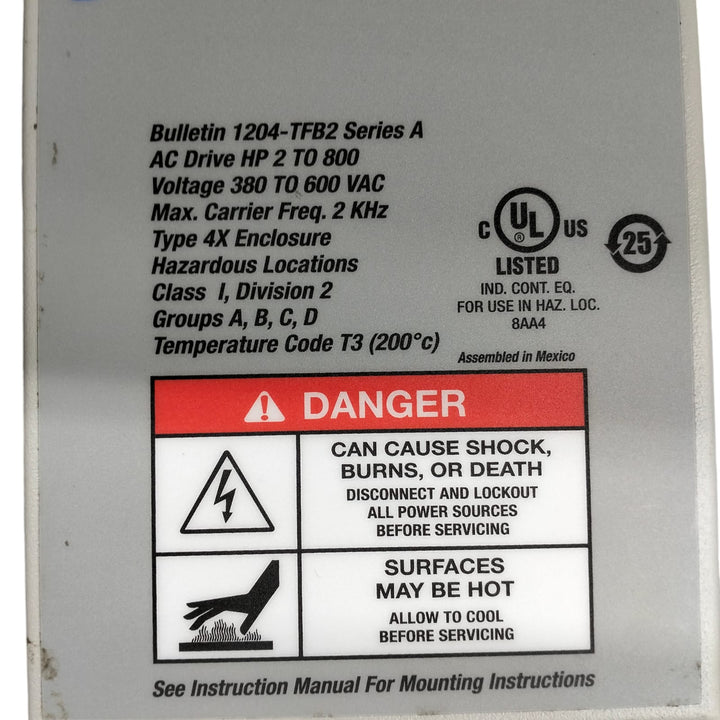 Bulletin 1204-TFB2 Series A
AC Drive HP 2 TO 800
Voltage 380 TO 600 VAC
Max. Carrier Freq. 2 KHz
Type 4X Enclosure
Hazardous Locations
Class I, Division 2
Groups A, B, C, D
Temperature Code T3 (200°c)
C UL ® US
LISTED
IND. CONT. EQ.
FOR USE IN HAZ. LOC.
8AA4
25
Assembled in Mexico
DANGER
CAN CAUSE SHOCK,
BURNS, OR DEATH
DISCONNECT AND LOCKOUT
ALL POWER SOURCES
BEFORE SERVICING
SURFACES
MAY BE HOT
ALLOW TO COOL
BEFORE SERVICING
See Instruction Manual For Mounting Instructions